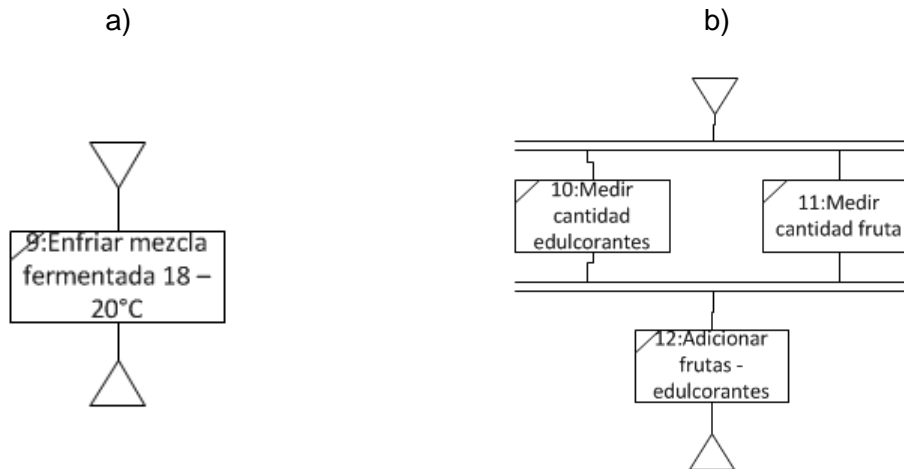 a)
b)
9:Enfriar mezcla
fermentada 18 –
20°C
10:Medir
cantidad
edulcorantes
11:Medir
cantidad fruta
12:Adicionar
frutas -
edulcorantes